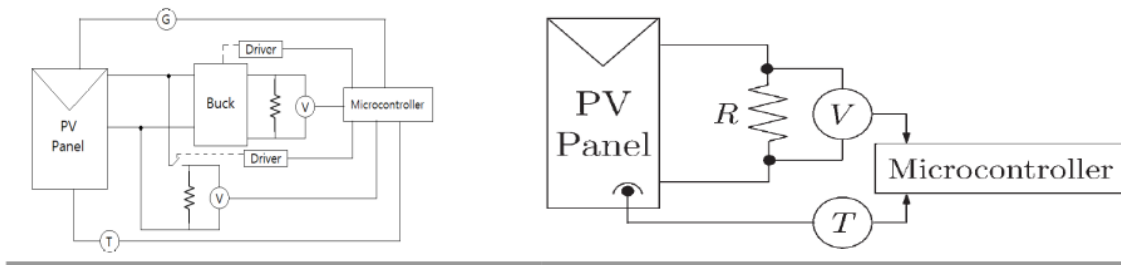 G
Driver
Buck
V
Microcontroller
PV
Panel
Driver
V
T
PV
Panel
R
V
Microcontroller
T